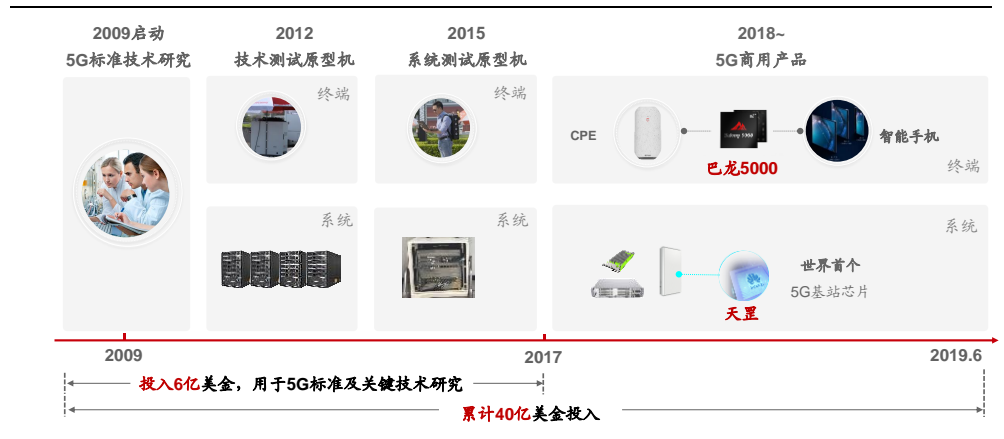 2009启动
5G标准技术研究
2012
技术测试原型机
2015
系统测试原型机
2018~
5G商用产品
终端
系统
终端
系统
CPE
Balong 5000
巴龙5000
智能手机
终端
系统
世界首个
5G基站芯片
天罡
2009
2017
2019.6
投入6亿美金，用于5G标准及关键技术研究
累计40亿美金投入